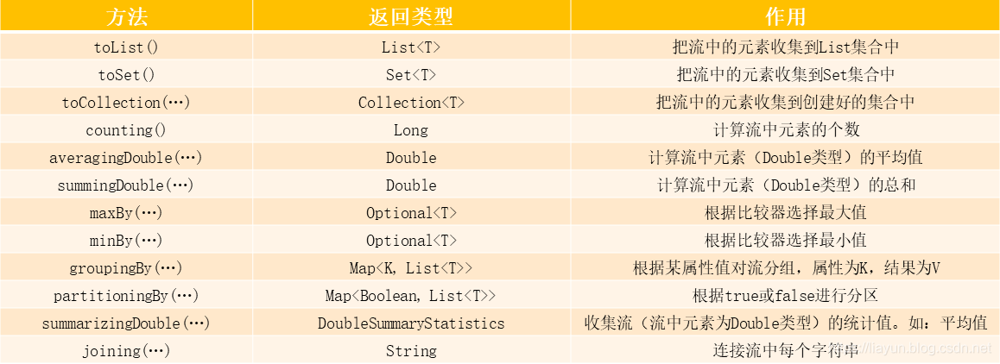 方法 返回类型 作用
toList() List<T> 把流中的元素收集到List集合中
toSet() Set<T> 把流中的元素收集到Set集合中
toCollection(…) Collection<T> 把流中的元素收集到创建好的集合中
counting() Long 计算流中元素的个数
averagingDouble(…) Double 计算流中元素（Double类型）的平均值
summingDouble(…) Double 计算流中元素（Double类型）的总和
maxBy(…) Optional<T> 根据比较器选择最大值
minBy(…) Optional<T> 根据比较器选择最小值
groupingBy(…) Map<K, List<T>> 根据某属性值对流分组，属性为K，结果为V
partitioningBy(…) Map<Boolean, List<T>> 根据true或false进行分区
summarizingDouble(…) DoubleSummaryStatistics 收集流（流中元素为Double类型）的统计值。如：平均值
joining(…) String 连接流中每个字符串
liayun.blog.csdn.net